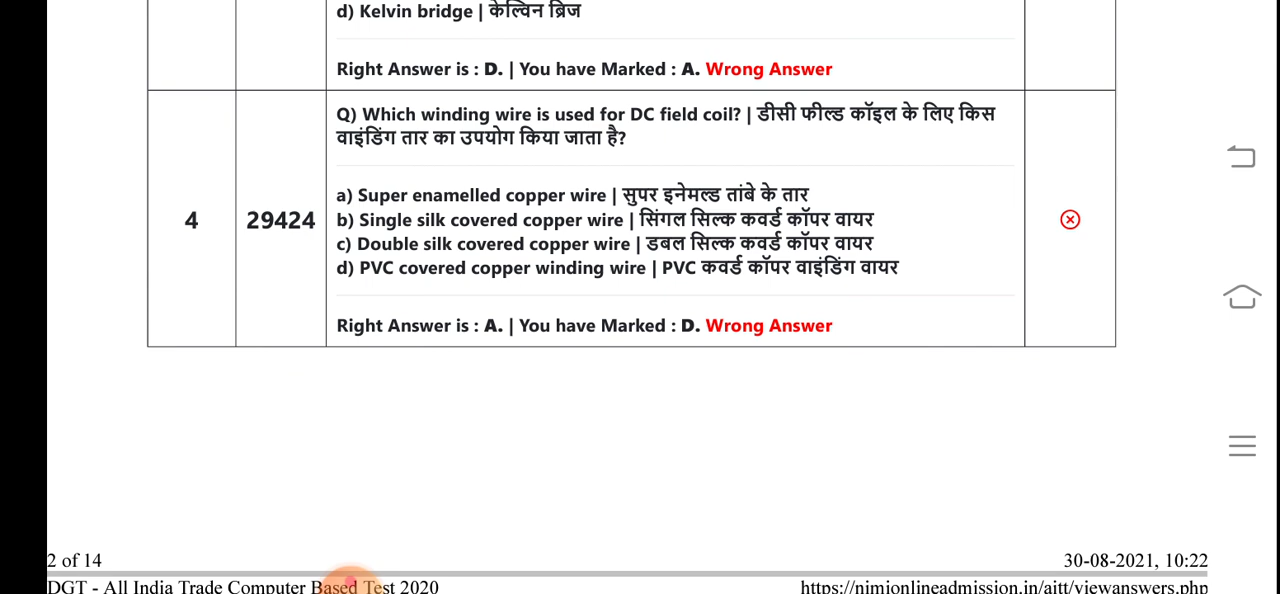 d) Kelvin bridge | केल्विन ब्रिज
Right Answer is : D. | You have Marked : A. Wrong Answer
Q) Which winding wire is used for DC field coil? | डीसी फील्ड कॉइल के लिए किस
वाइंडिंग तार का उपयोग किया जाता है?
a) Super enamelled copper wire | सुपर इनेमल्ड तांबे के तार
4
29424
b) Single silk covered copper wire | सिंगल सिल्क कवर्ड कॉपर वायर
c) Double silk covered copper wire | डबल सिल्क कवर्ड कॉपर वायर
d) PVC covered copper winding wire | PVC कवर्ड कॉपर वाइंडिंग वायर
Right Answer is : A. | You have Marked : D. Wrong Answer
2 of 14
30-08-2021, 10:22
DGT - All India Trade Computer Based Test 2020
https://nimionlineadmission.in/aitt/viewanswers.php